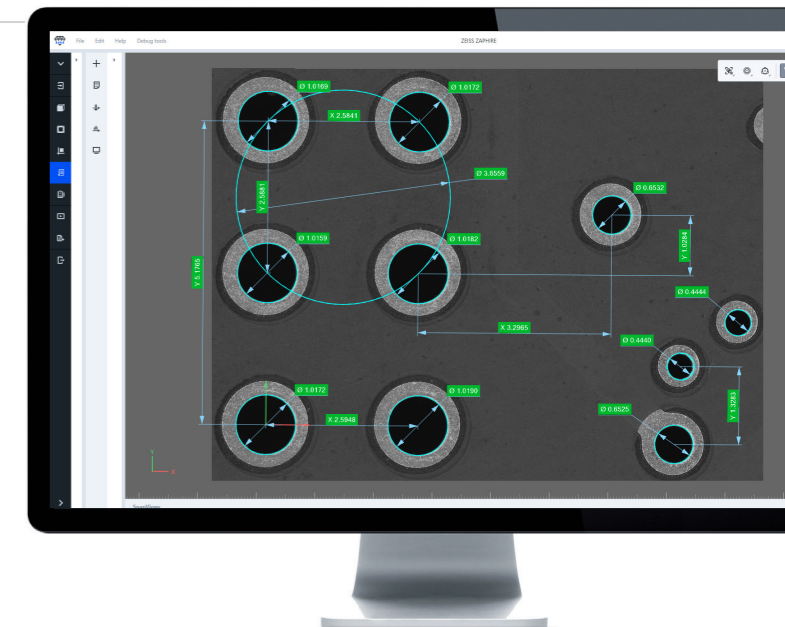 File Edit Help Debug tools
ZEISS ZAPHIRE
Ø 1.0169
Ø 1.0172
X 2.5841
Ø 3.6559
Ø 0.6532
Y 2.5881
Ø 1.0159
Ø 1.0182
Y 1.0284
Y 5.1765
Ø 0.4444
X 3.2965
Ø 0.4440
Ø 1.0172
Ø 1.0190
X 2.5948
Ø 0.6525
Y 1.3283
Y
X